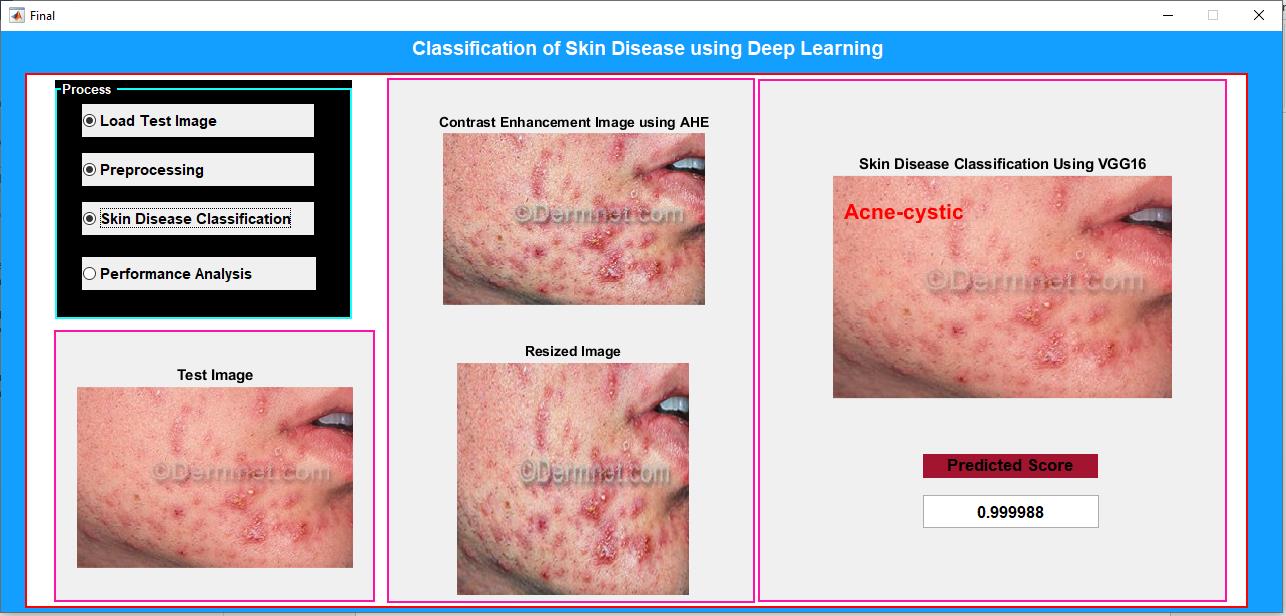 Final
Classification of Skin Disease using Deep Learning
Process
Load Test Image
Preprocessing
Skin Disease Classification
Performance Analysis
Test Image
©Dermnet.com
Contrast Enhancement Image using AHE
©Dermnet.com
Resized Image
©Dermnet.com
Skin Disease Classification Using VGG16
Acne-cystic
©Dermnet.com
Predicted Score
0.999988